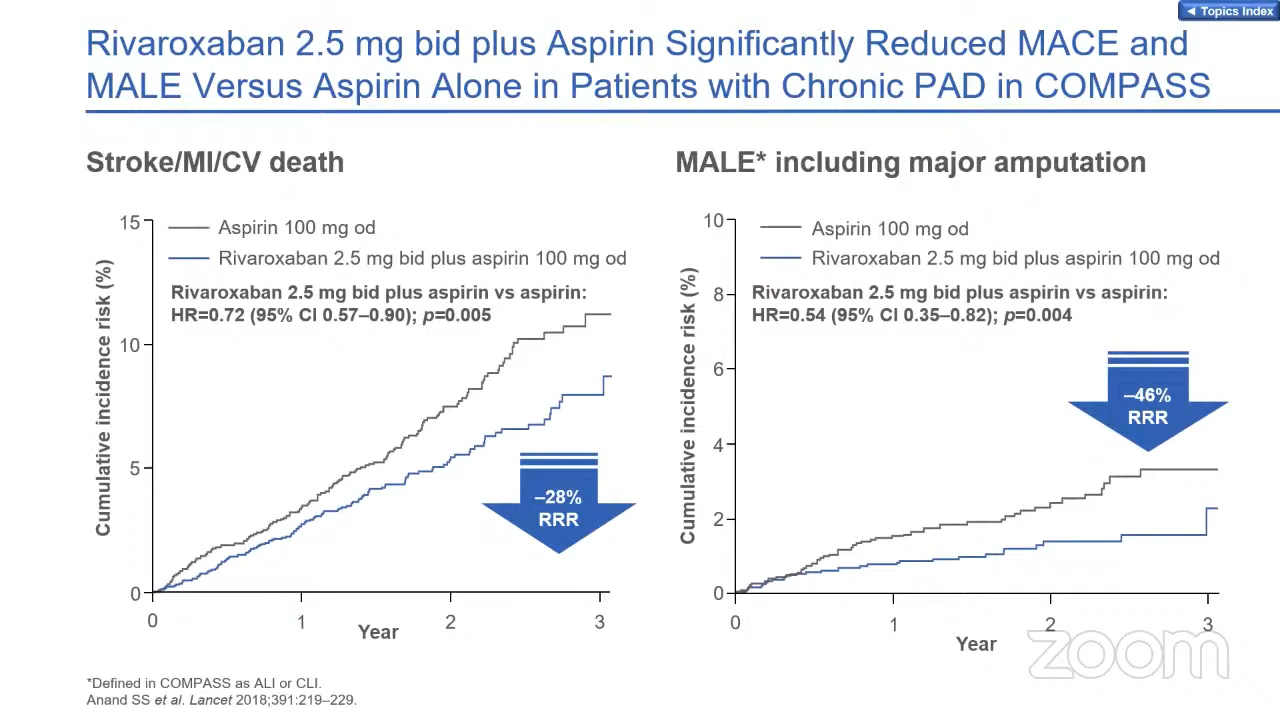 ◄ Topics Index
Rivaroxaban 2.5 mg bid plus Aspirin Significantly Reduced MACE and
MALE Versus Aspirin Alone in Patients with Chronic PAD in COMPASS
Stroke/MI/CV death
15
10
5
0
Cumulative incidence risk (%)
Aspirin 100 mg od
Rivaroxaban 2.5 mg bid plus aspirin 100 mg od
Rivaroxaban 2.5 mg bid plus aspirin vs aspirin:
HR=0.72 (95% CI 0.57–0.90); p=0.005
–28%
RRR
0 1 2 3
Year
MALE* including major amputation
10
8
6
4
2
0
Cumulative incidence risk (%)
Aspirin 100 mg od
Rivaroxaban 2.5 mg bid plus aspirin 100 mg od
Rivaroxaban 2.5 mg bid plus aspirin vs aspirin:
HR=0.54 (95% CI 0.35–0.82); p=0.004
–46%
RRR
0 1 2 3
Year
zoom
*Defined in COMPASS as ALI or CLI.
Anand SS et al. Lancet 2018;391:219–229.